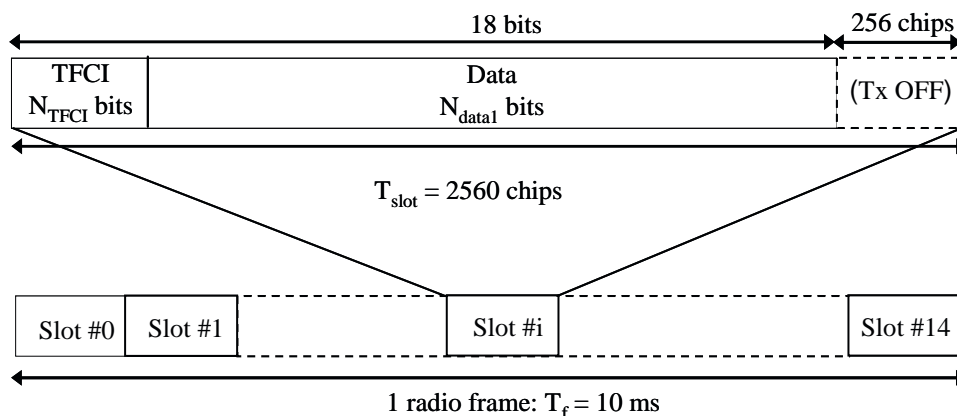 18 bits
256 chips
TFCI
N_TFCI bits
Data
N_data1 bits
(Tx OFF)
T_slot = 2560 chips
Slot #0
Slot #1
Slot #i
Slot #14
1 radio frame: T_f = 10 ms